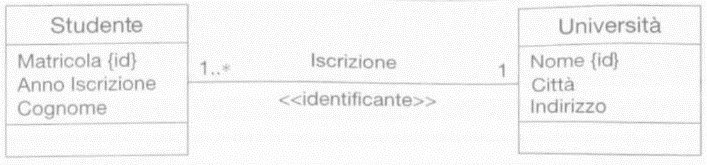 Studente
Matricola {id}
Anno Iscrizione
Cognome
1..*
Iscrizione
<<identificante>>
1
Università
Nome {id}
Città
Indirizzo